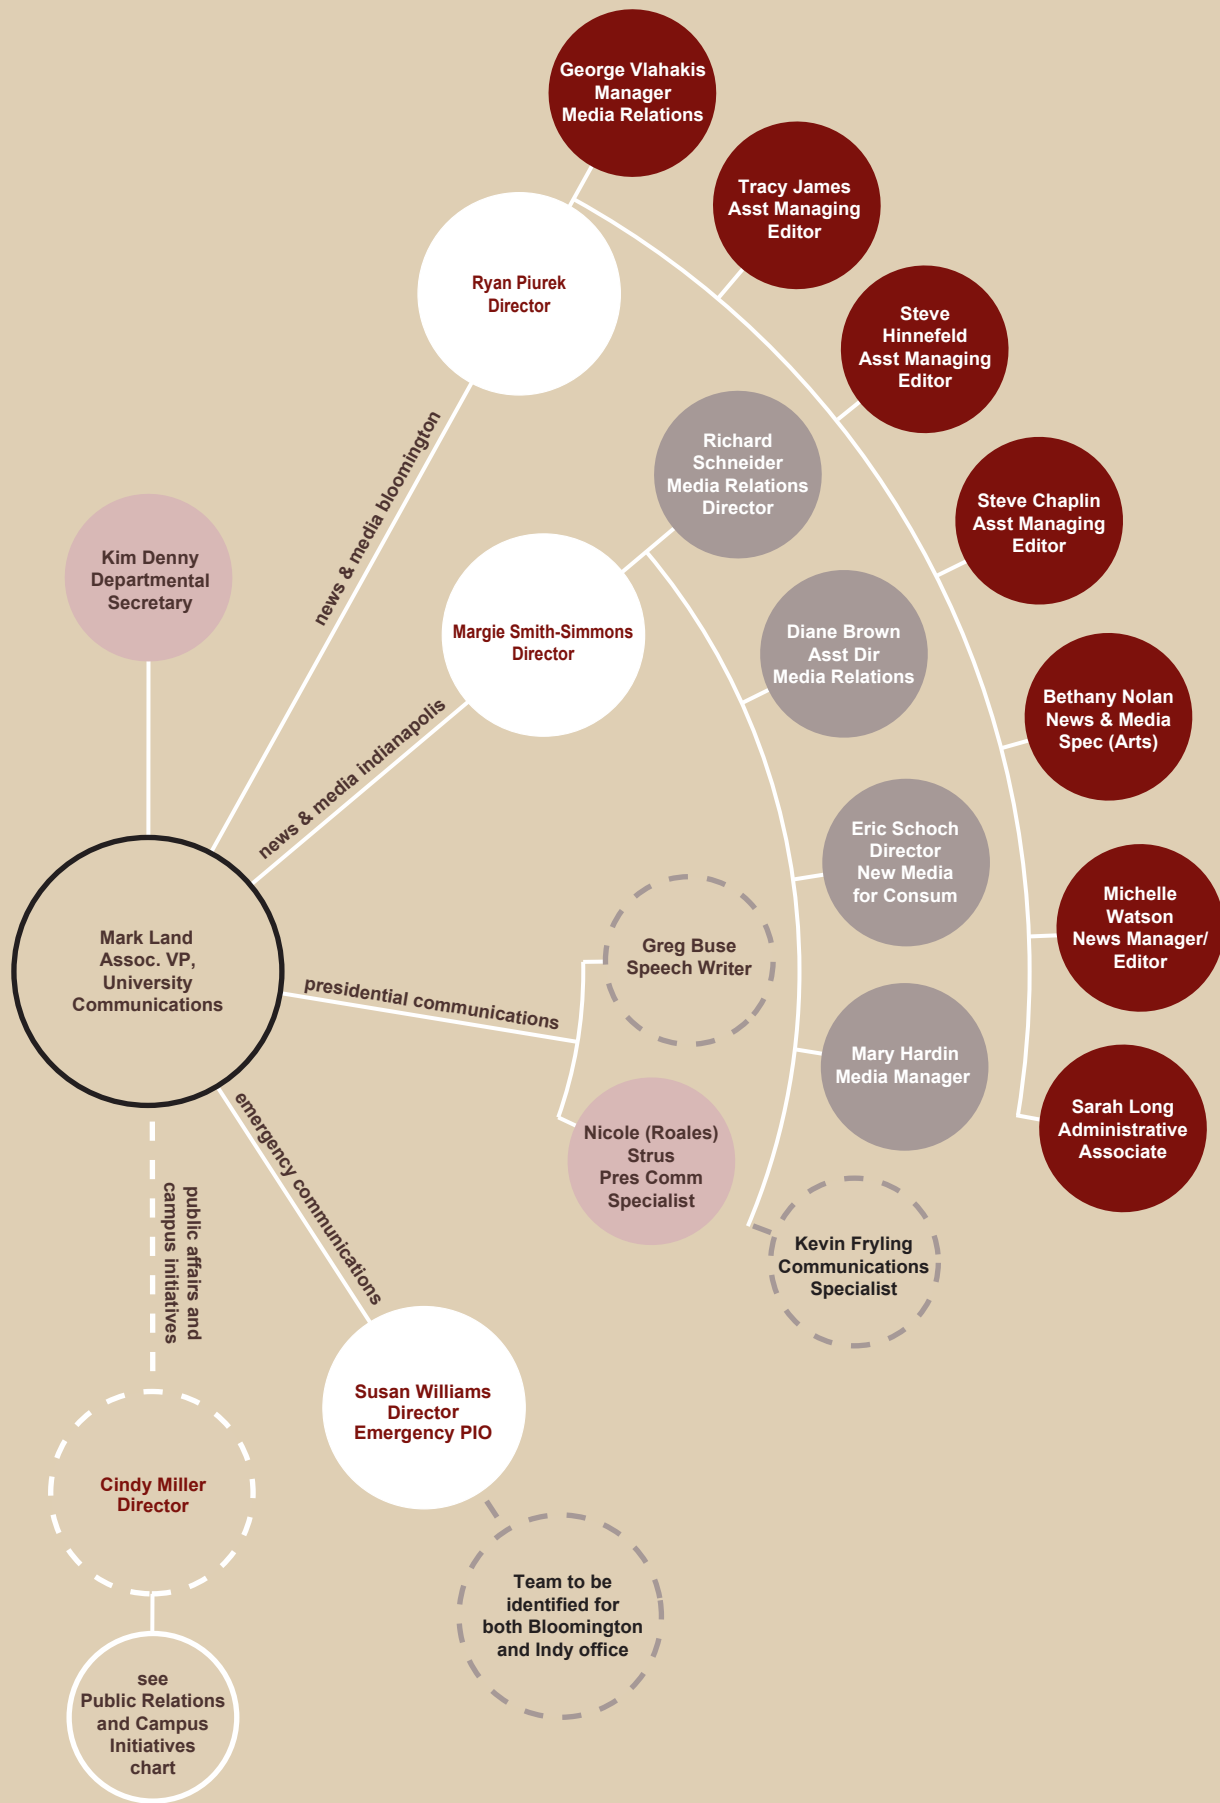 George Vlahakis
Manager
Media Relations
Tracy James
Asst Managing
Editor
Ryan Piurek
Director
Steve
Hinnefeld
Asst Managing
Editor
Richard
Schneider
Media Relations
Director
Steve Chaplin
Asst Managing
Editor
news & media bloomington
Kim Denny
Departmental
Secretary
Margie Smith-Simmons
Director
Diane Brown
Asst Dir
Media Relations
Bethany Nolan
News & Media
Spec (Arts)
news & media indianapolis
Eric Schoch
Director
New Media
for Consum
Michelle
Watson
News Manager/
Editor
Mark Land
Assoc. VP,
University
Communications
Greg Buse
Speech Writer
presidential communications
Mary Hardin
Media Manager
Sarah Long
Administrative
Associate
Nicole (Roales)
Strus
Pres Comm
Specialist
emergency communications
public affairs and
campus initiatives
Kevin Fryling
Communications
Specialist
Susan Williams
Director
Emergency PIO
Cindy Miller
Director
Team to be
identified for
both Bloomington
and Indy office
see
Public Relations
and Campus
Initiatives
chart